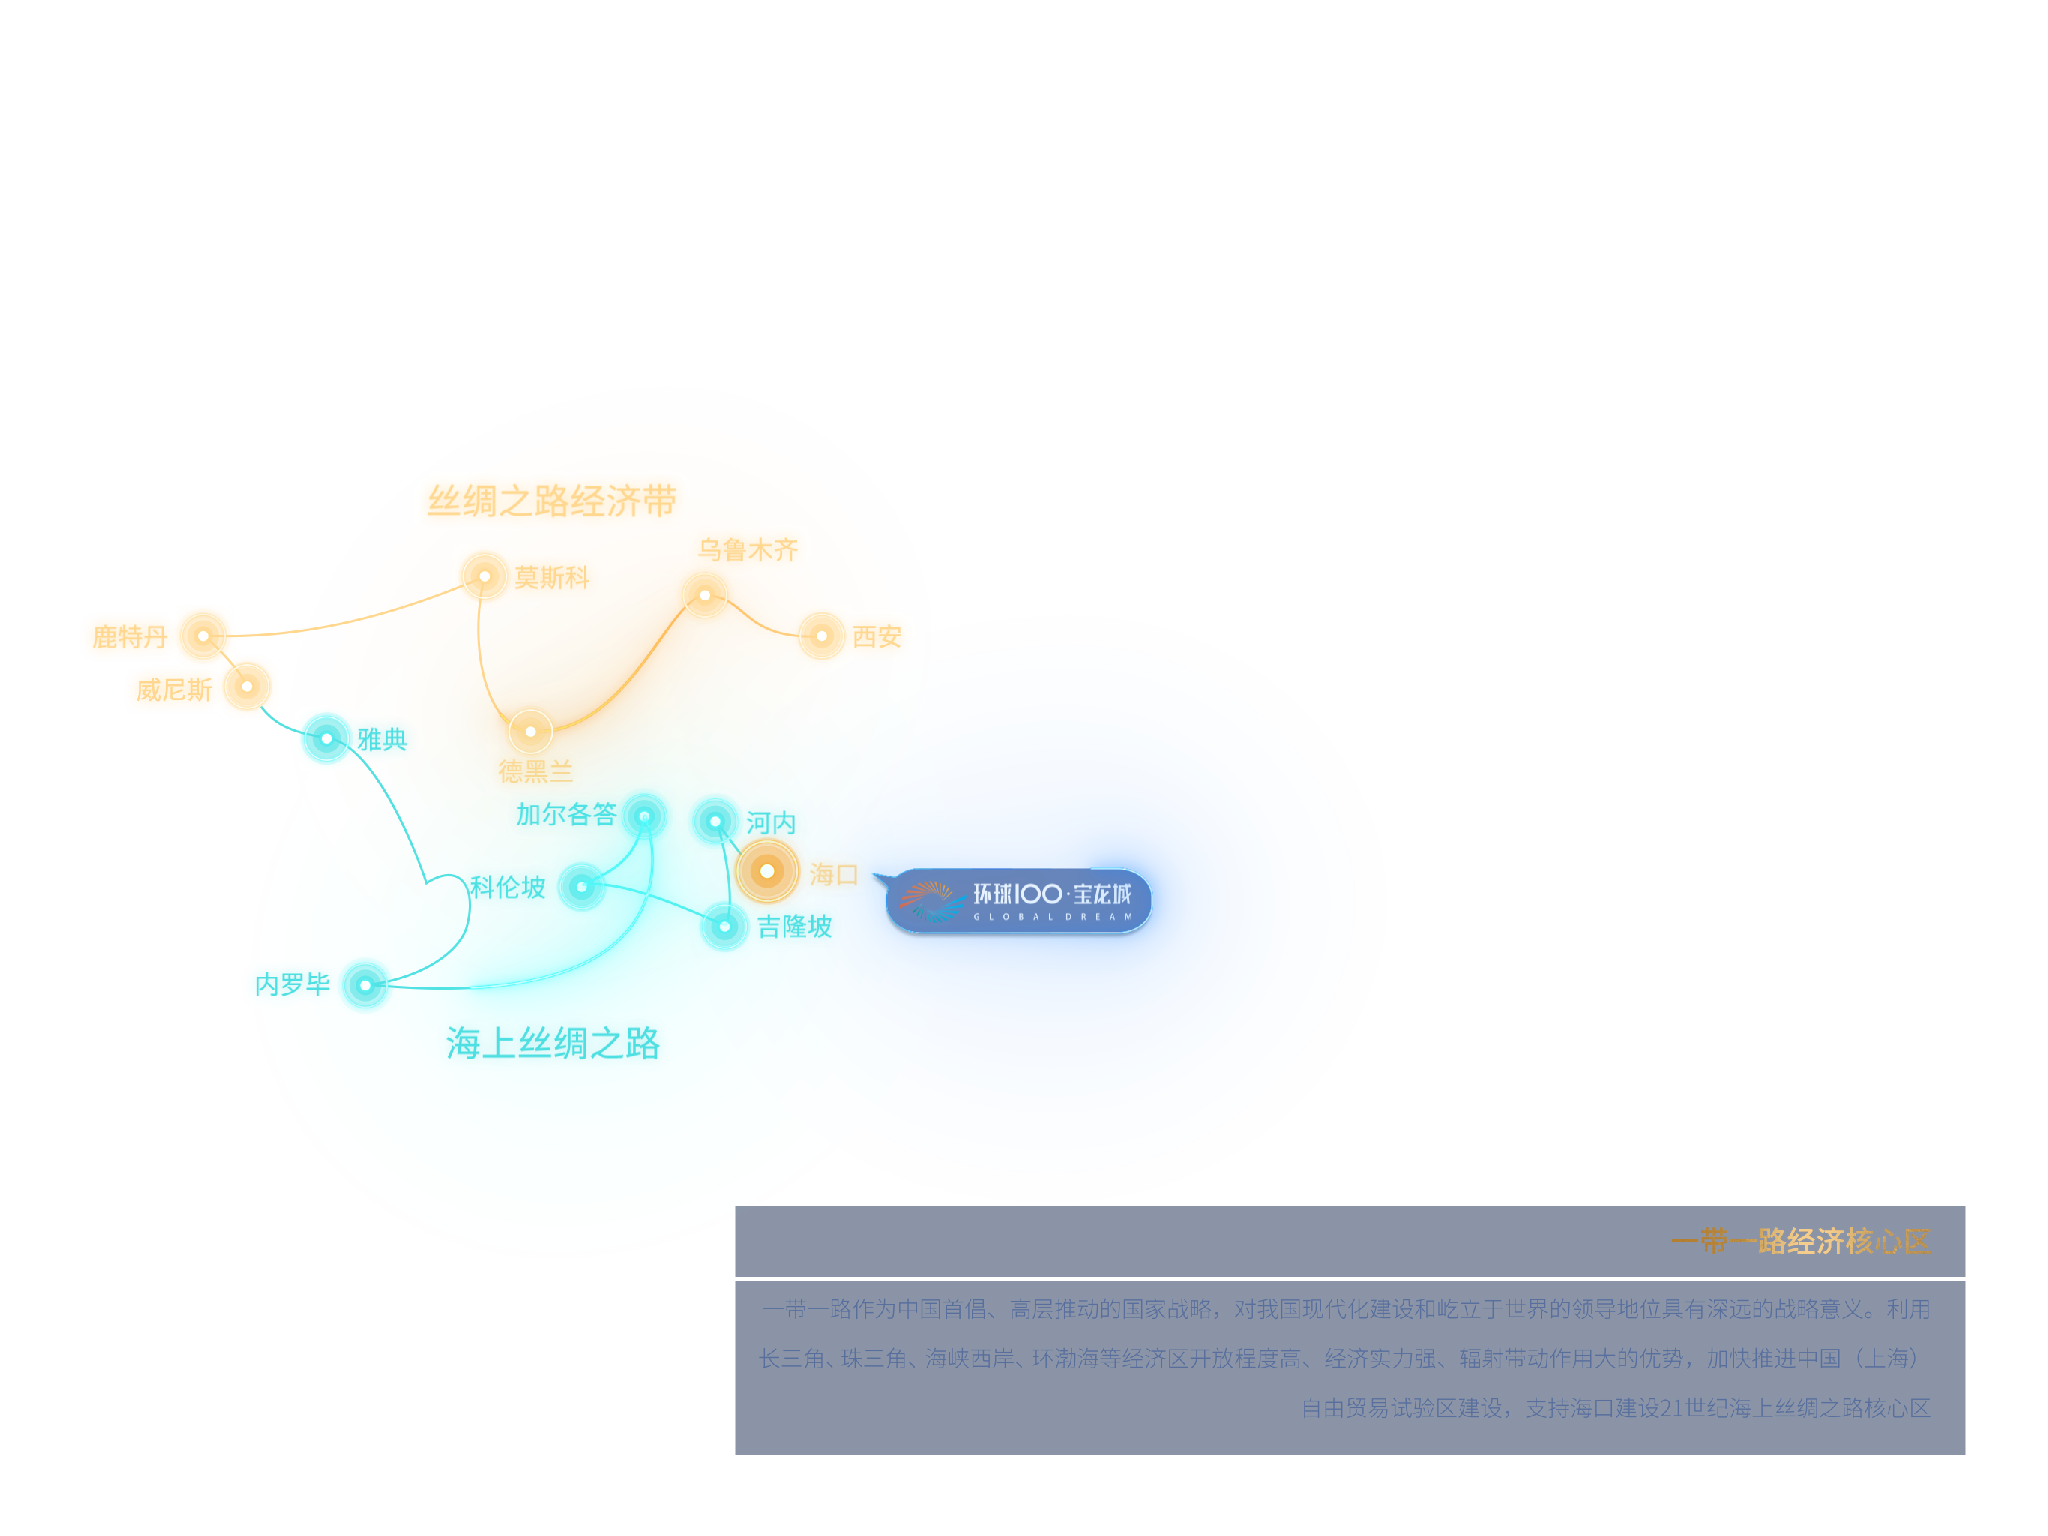 丝绸之路经济带
乌鲁木齐
莫斯科
鹿特丹
西安
威尼斯
雅典
德黑兰
加尔各答
河内
海口
科伦坡
环球100·宝龙城
GLOBAL DREAM
吉隆坡
内罗毕
海上丝绸之路
一带一路经济核心区
一带一路作为中国首倡、高层推动的国家战略，对我国现代化建设和屹立于世界的领导地位具有深远的战略意义。利用
长三角、珠三角、海峡西岸、环渤海等经济区开放程度高、经济实力强、辐射带动作用大的优势，加快推进中国（上海）
自由贸易试验区建设，支持海口建设21世纪海上丝绸之路核心区